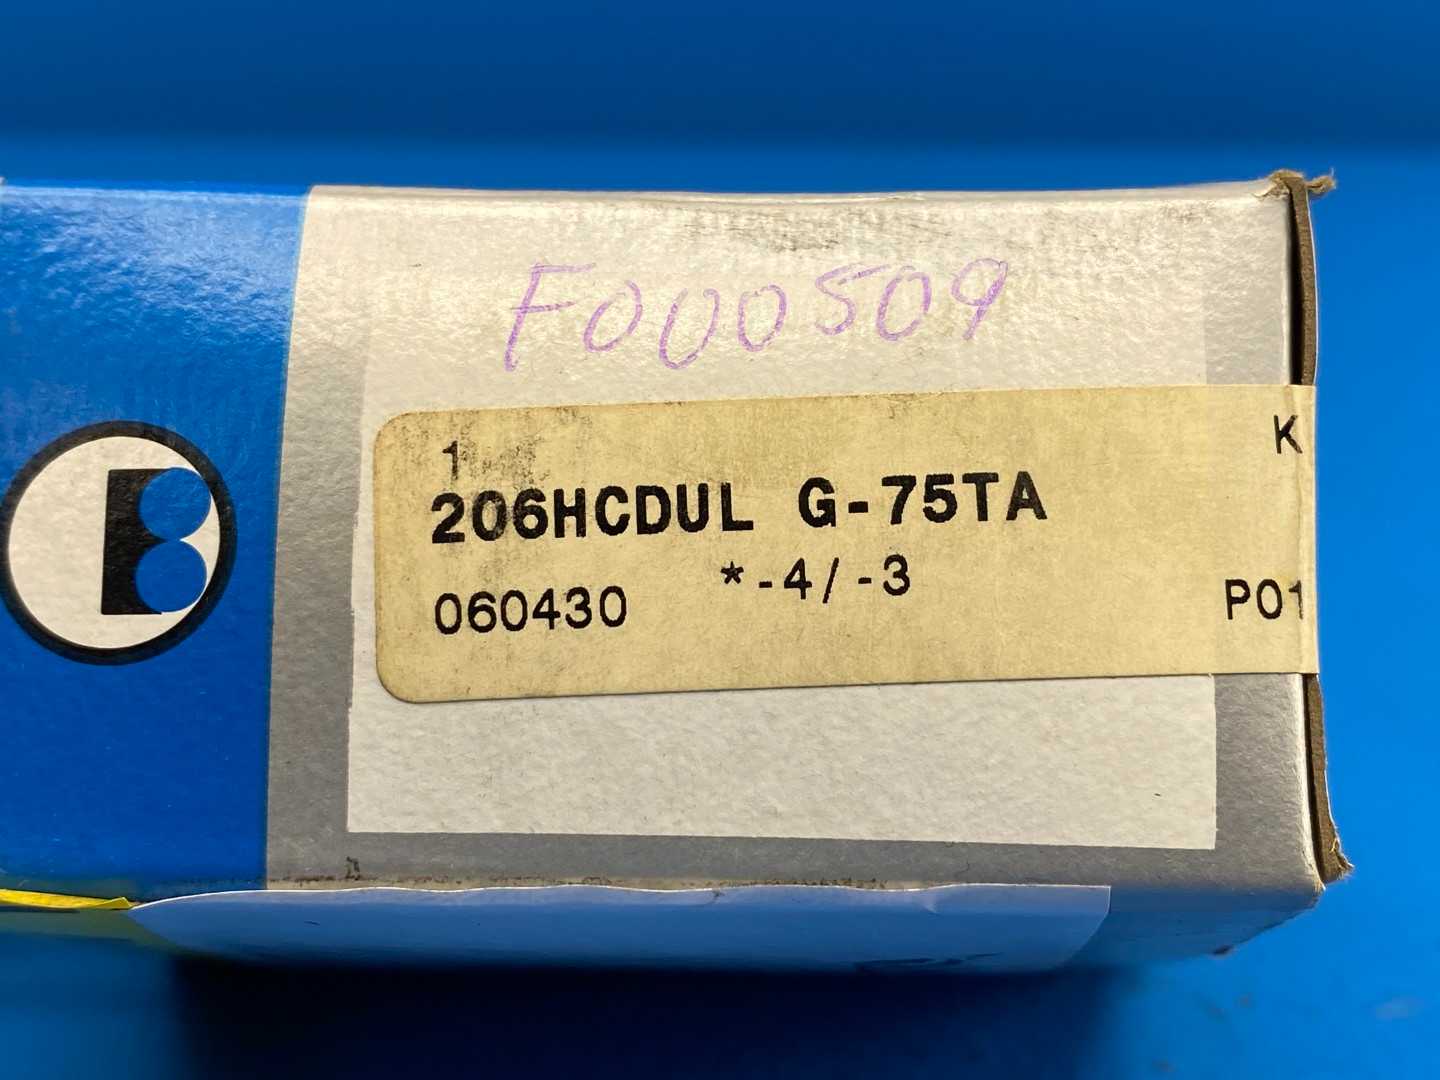 F000509
1 K
206HCDUL G-75TA
*-4/-3
060430 P01